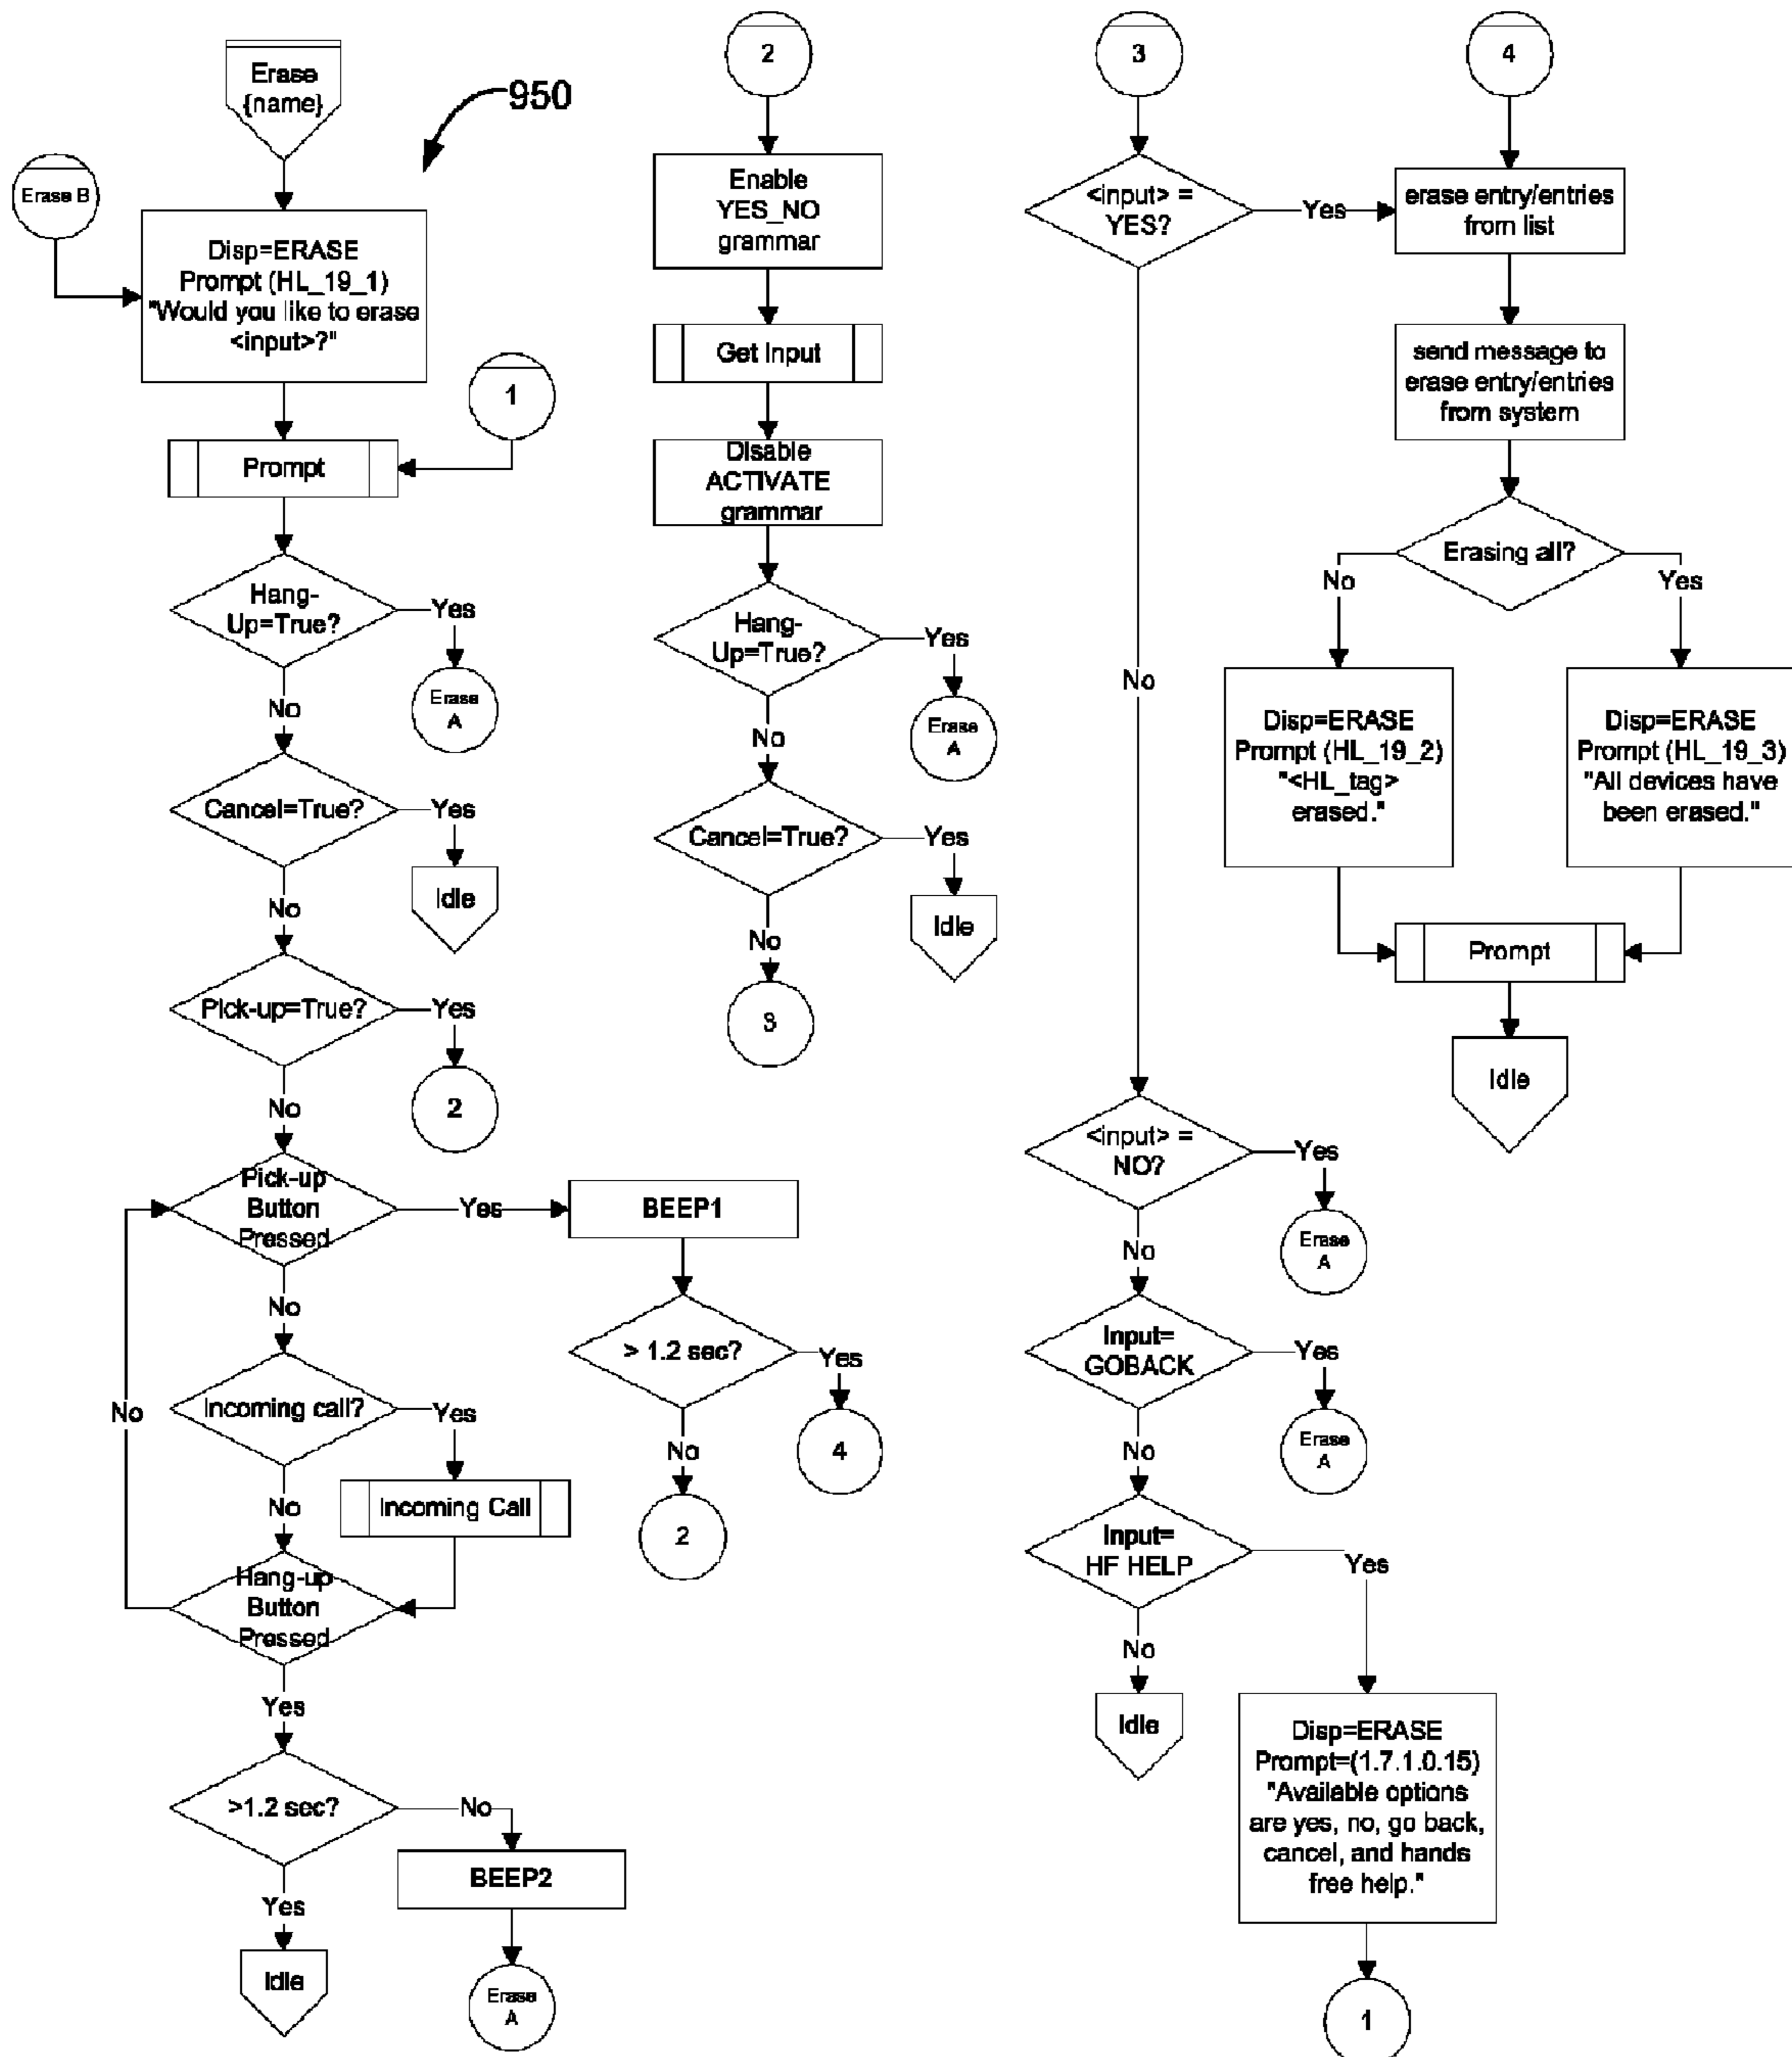 Erase
{name}
950
Erase B
Disp=ERASE
Prompt (HL_19_1)
"Would you like to erase
<input>?"
1
Prompt
Hang-
Up=True?
Yes
Erase
A
No
Cancel=True?
Yes
Idle
No
Pick-up=True?
Yes
2
No
Pick-up
Button
Pressed
Yes
BEEP1
> 1.2 sec?
Yes
4
No
2
No
Incoming call?
Yes
Incoming Call
No
Hang-up
Button
Pressed
No
Yes
>1.2 sec?
No
BEEP2
Erase
A
Yes
Idle
2
Enable
YES_NO
grammar
Get Input
Disable
ACTIVATE
grammar
Hang-
Up=True?
Yes
Erase
A
No
Cancel=True?
Yes
Idle
No
3
3
<input> =
YES?
Yes
No
<input> =
NO?
Yes
Erase
A
No
Input=
GOBACK
Yes
Erase
A
No
Input=
HF HELP
Yes
No
Idle
Disp=ERASE
Prompt=(1.7.1.0.15)
"Available options
are yes, no, go back,
cancel, and hands
free help."
1
4
erase entry/entries
from list
send message to
erase entry/entries
from system
Erasing all?
No
Yes
Disp=ERASE
Prompt (HL_19_2)
"<HL_tag>
erased."
Disp=ERASE
Prompt (HL_19_3)
"All devices have
been erased."
Prompt
Idle